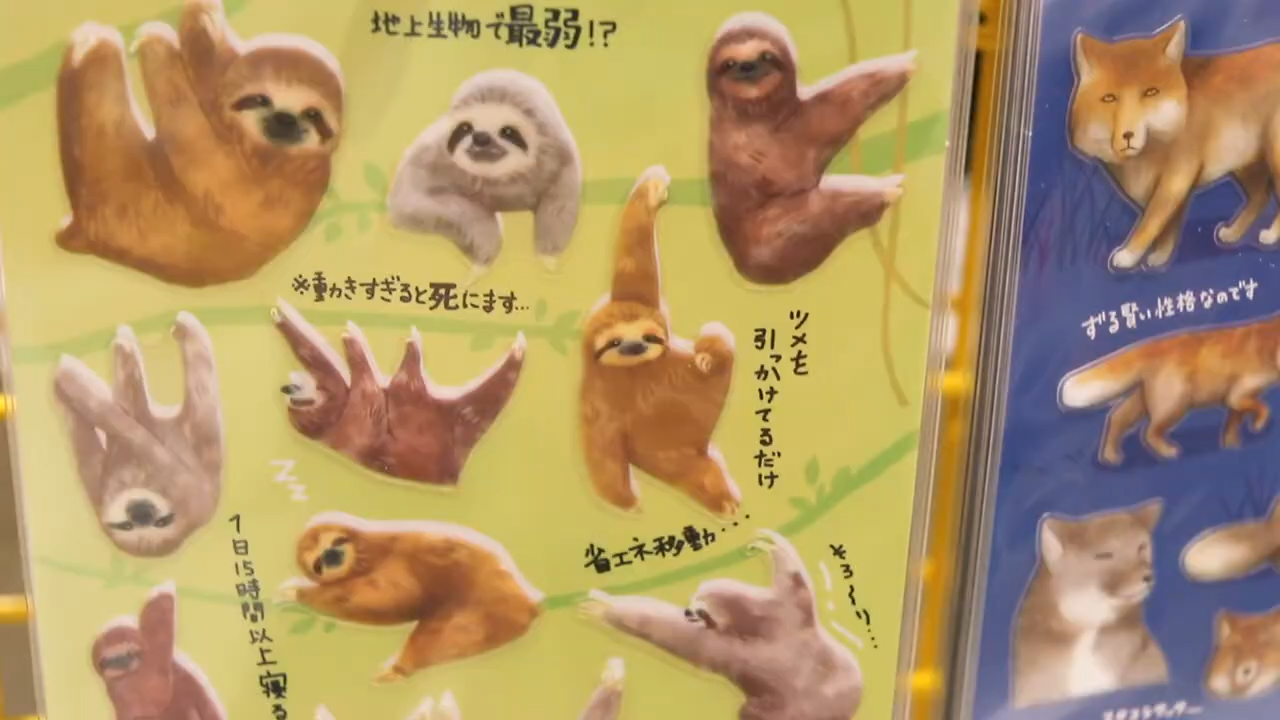 地上生物で最弱!?
※動きすぎると死にます…
ツメを
引っかけてるだけ
Zzz
1日15時間以上寝る
省エネ移動…
そろ〜り…
ずる賢い性格なのです